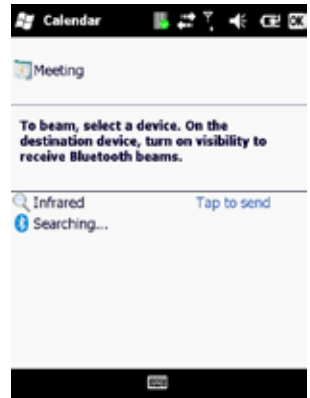 Calendar
OK
Meeting
To beam, select a device. On the
destination device, turn on visibility to
receive Bluetooth beams.
Infrared Tap to send
Searching...